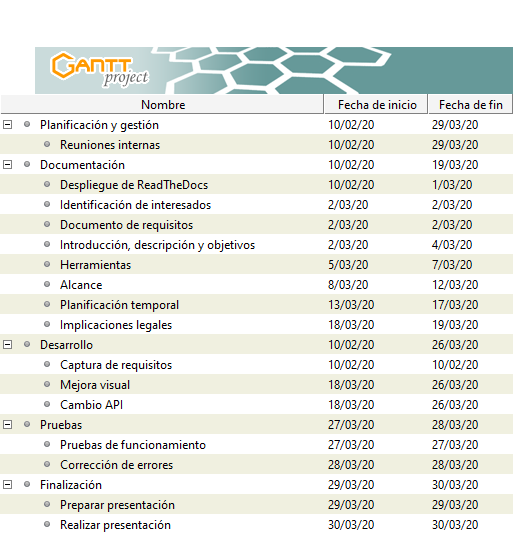 GANTT
project
Nombre Fecha de inicio Fecha de fin
Planificación y gestión 10/02/20 29/03/20
Reuniones internas 10/02/20 29/03/20
Documentación 10/02/20 19/03/20
Despliegue de ReadTheDocs 10/02/20 1/03/20
Identificación de interesados 2/03/20 2/03/20
Documento de requisitos 2/03/20 2/03/20
Introducción, descripción y objetivos 2/03/20 4/03/20
Herramientas 5/03/20 7/03/20
Alcance 8/03/20 12/03/20
Planificación temporal 13/03/20 17/03/20
Implicaciones legales 18/03/20 19/03/20
Desarrollo 10/02/20 26/03/20
Captura de requisitos 10/02/20 10/02/20
Mejora visual 18/03/20 26/03/20
Cambio API 18/03/20 26/03/20
Pruebas 27/03/20 28/03/20
Pruebas de funcionamiento 27/03/20 27/03/20
Corrección de errores 28/03/20 28/03/20
Finalización 29/03/20 30/03/20
Preparar presentación 29/03/20 29/03/20
Realizar presentación 30/03/20 30/03/20